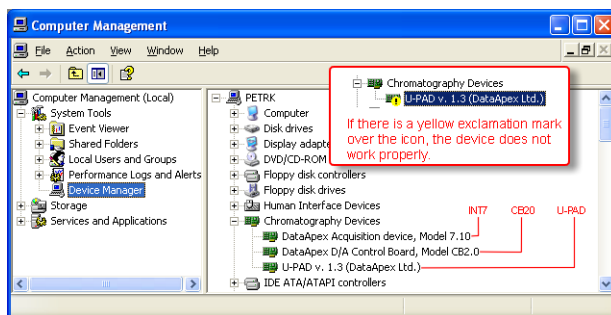 Computer Management
File Action View Window Help
Computer Management (Local)
System Tools
Event Viewer
Shared Folders
Local Users and Groups
Performance Logs and Alerts
Device Manager
Storage
Services and Applications
PETRK
Computer
Disk drives
Display adapte
DVD/CD-ROM
Floppy disk controllers
Floppy disk drives
Human Interface Devices
Chromatography Devices
DataApex Acquisition device, Model 7.10
DataApex D/A Control Board, Model CB2.0
U-PAD v. 1.3 (DataApex Ltd.)
IDE ATA/ATAPI controllers
Chromatography Devices
U-PAD v. 1.3 (DataApex Ltd.)
If there is a yellow exclamation mark
over the icon, the device does not
work properly.
INT7 CB20 U-PAD